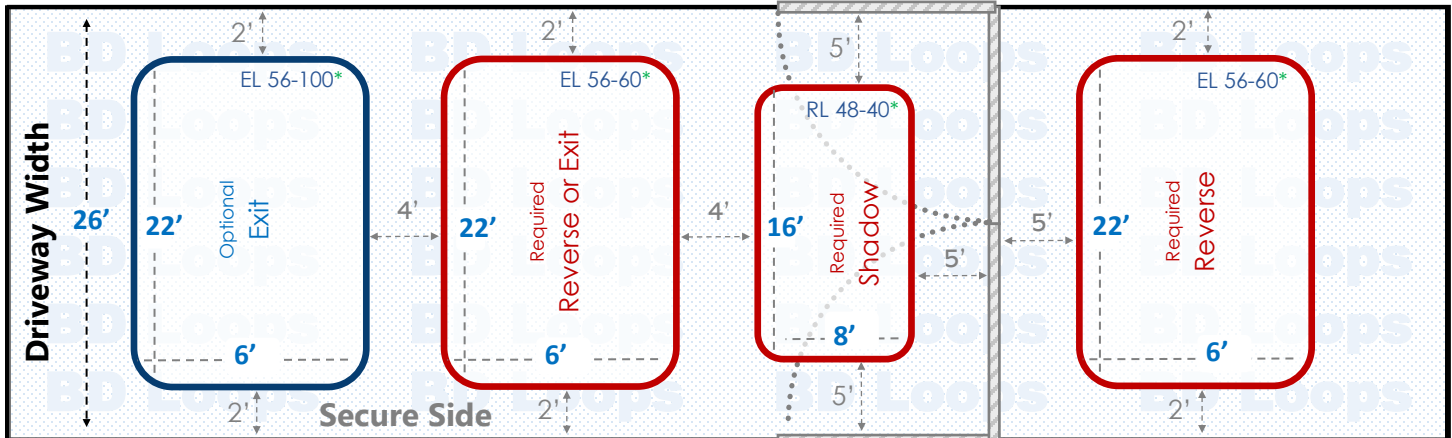 2’
2’
5’
2’
EL 56-100*
EL 56-60*
RL 48-40*
EL 56-60*
Driveway Width
26’
22’
Optional
Exit
4’
22’
Required
Reverse or Exit
4’
16’
Required
Shadow
5’
5’
22’
Required
Reverse
6’
6’
8’
6’
2’
2’
5’
2’
Secure Side
BD Loops